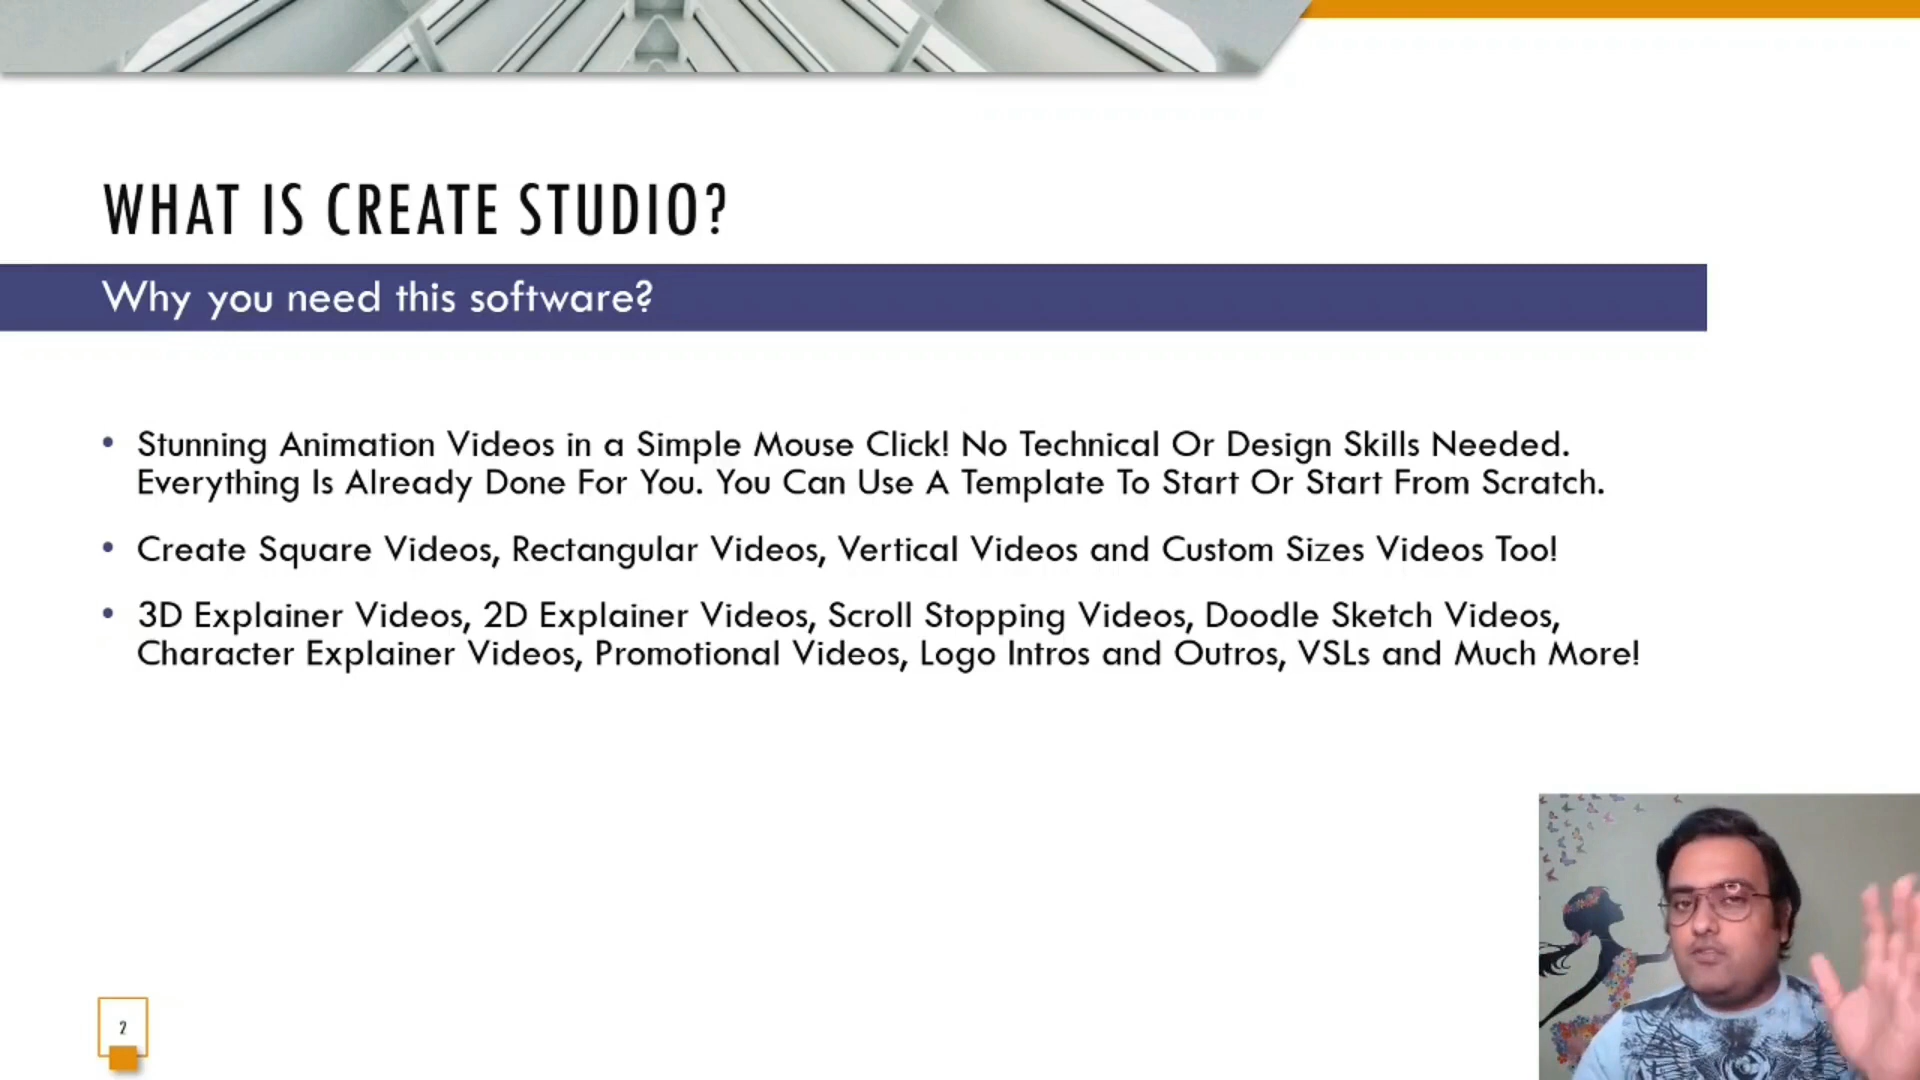 WHAT IS CREATE STUDIO?
Why you need this software?
• Stunning Animation Videos in a Simple Mouse Click! No Technical Or Design Skills Needed.
Everything Is Already Done For You. You Can Use A Template To Start Or Start From Scratch.
• Create Square Videos, Rectangular Videos, Vertical Videos and Custom Sizes Videos Too!
• 3D Explainer Videos, 2D Explainer Videos, Scroll Stopping Videos, Doodle Sketch Videos,
Character Explainer Videos, Promotional Videos, Logo Intros and Outros, VSLs and Much More!
2